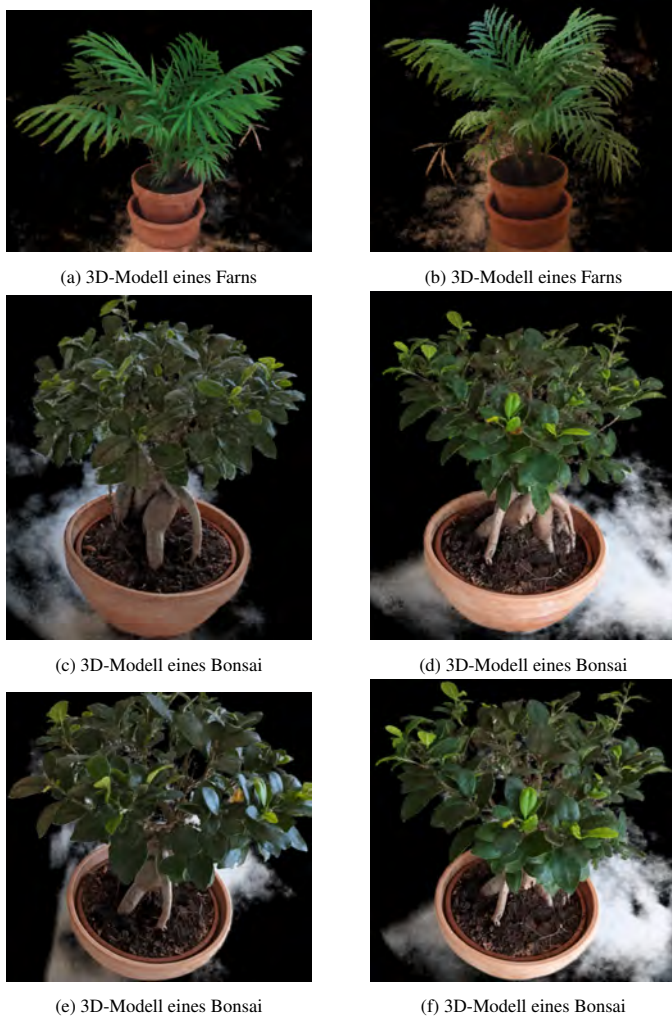 (a) 3D-Modell eines Farns
(b) 3D-Modell eines Farns
(c) 3D-Modell eines Bonsai
(d) 3D-Modell eines Bonsai
(e) 3D-Modell eines Bonsai
(f) 3D-Modell eines Bonsai